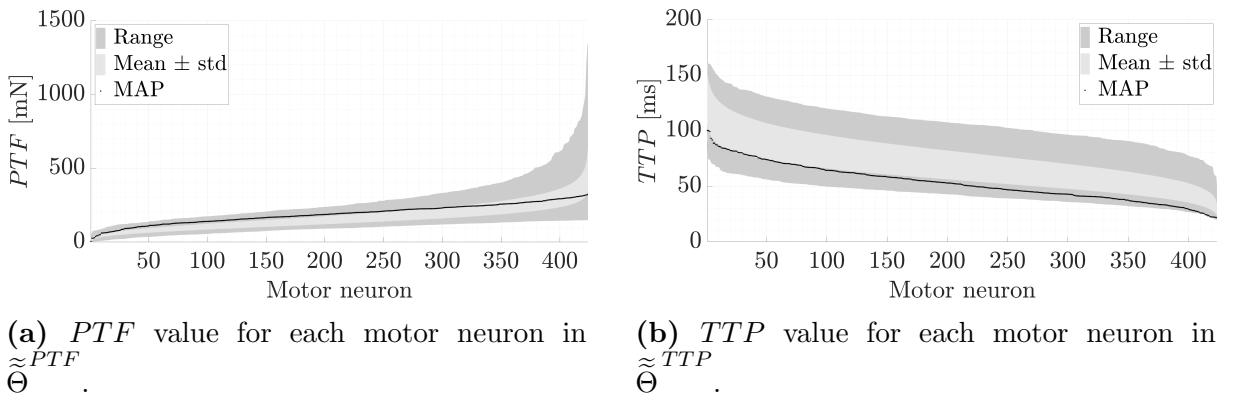 1500
1000
500
0
PTF [mN]
Range
Mean ± std
MAP
50 100 150 200 250 300 350 400
Motor neuron
(a) PTF value for each motor neuron in
≈Θ^PTF.
200
150
100
50
0
TTP [ms]
Range
Mean ± std
MAP
50 100 150 200 250 300 350 400
Motor neuron
(b) TTP value for each motor neuron in
≈Θ^TTP.